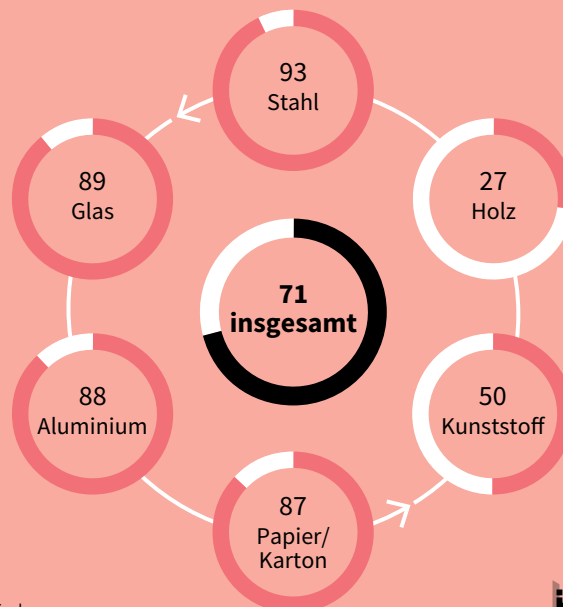 93
Stahl
89
Glas
27
Holz
71
insgesamt
88
Aluminium
50
Kunststoff
87
Papier/
Karton